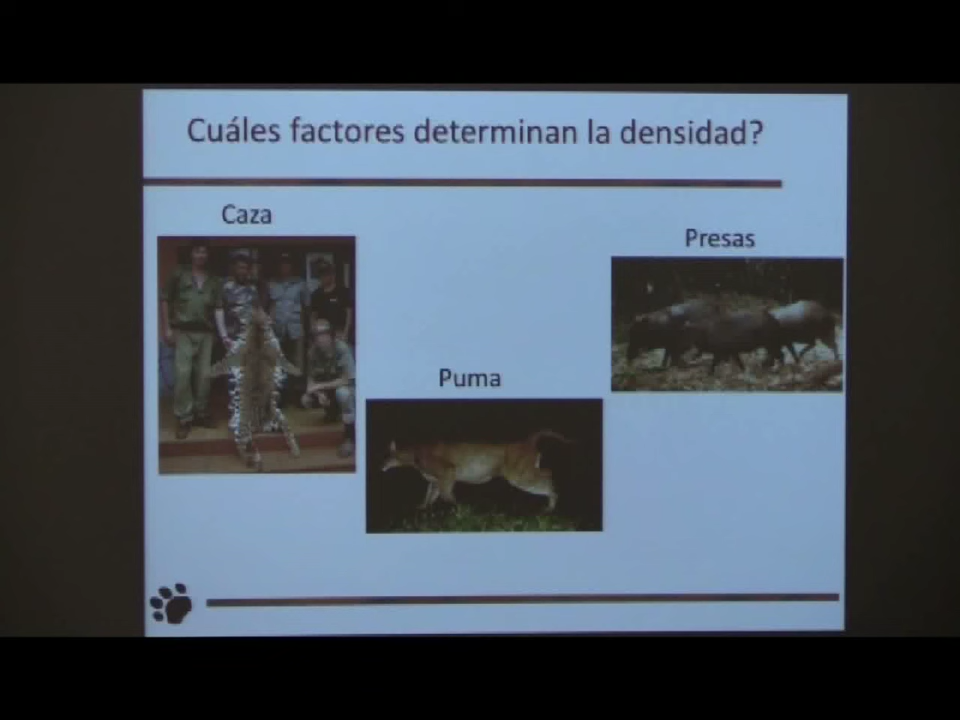 Cuáles factores determinan la densidad?
Caza
Presas
Puma